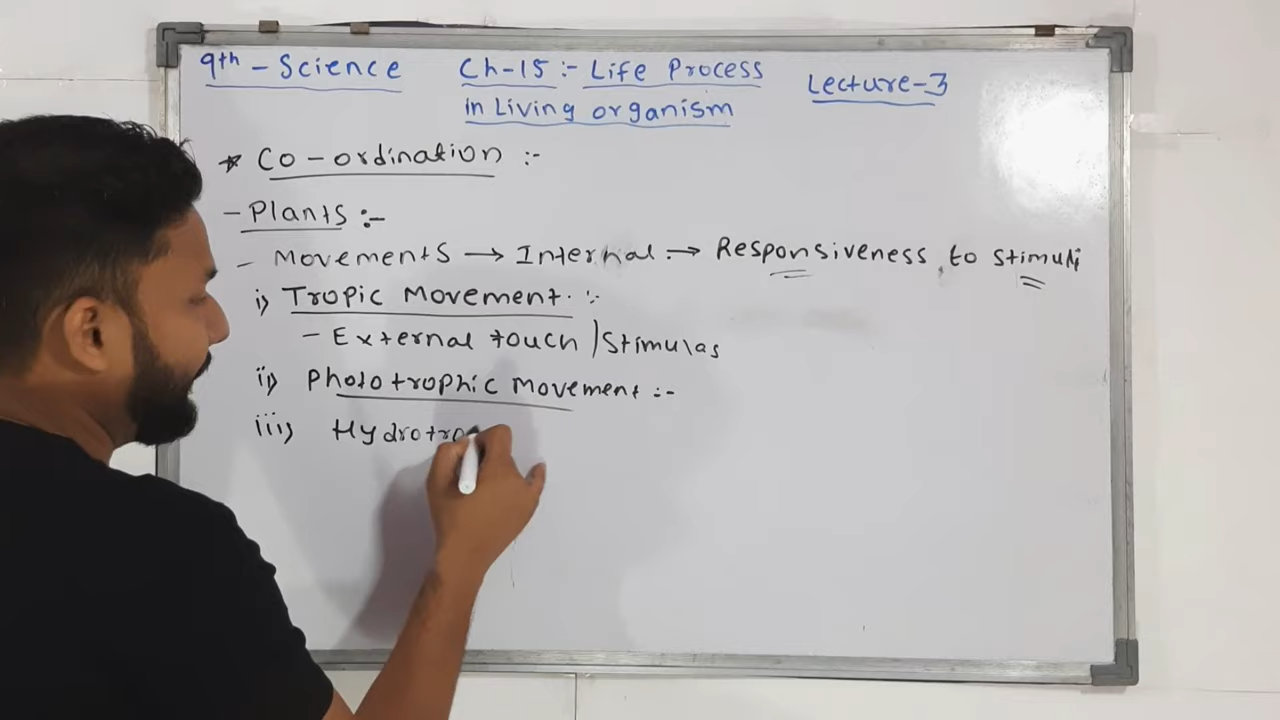 9th - Science Ch-15 :- Life Process Lecture-3
in Living organism
* Co-ordination :-
- Plants :-
- Movements → Internal → Responsiveness to stimuli
i) Tropic Movement :-
- External touch / Stimulas
ii) Phototrophic Movement :-
iii) Hydrotro